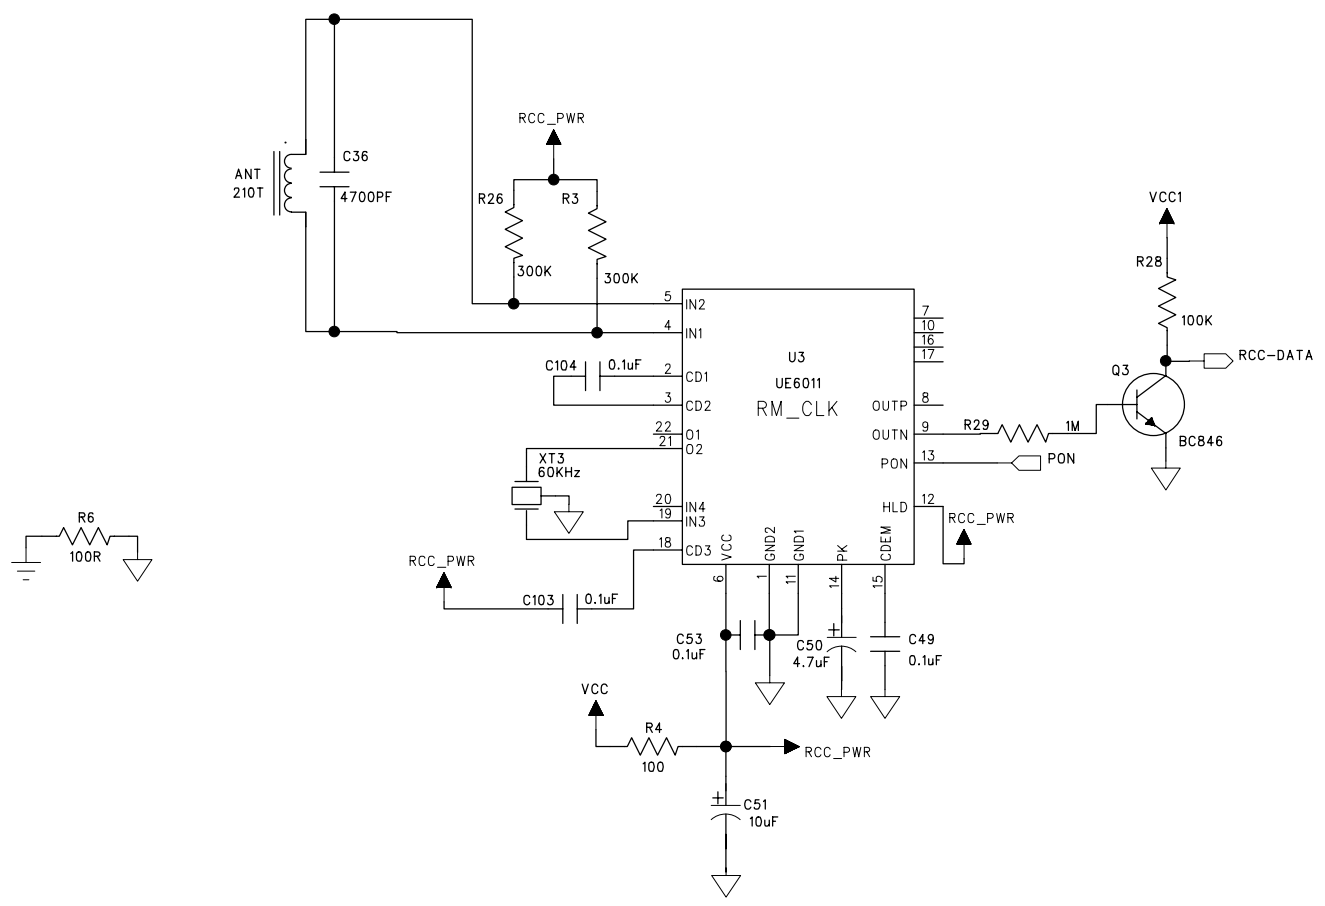 RCC_PWR
C36
ANT
210T
4700PF
R26
R3
300K
300K
VCC1
R28
100K
RCC-DATA
Q3
BC846
5
IN2
4
IN1
C104
0.1uF
2
CD1
3
CD2
22
O1
21
O2
XT3
60KHz
20
IN4
19
IN3
18
CD3
U3
UE6011
RM_CLK
7
10
16
17
OUTP
8
OUTN
9
R29
1M
PON
13
PON
HLD
12
RCC_PWR
VCC
GND2
GND1
PK
CDEM
6
1
11
14
15
R6
100R
RCC_PWR
C103
0.1uF
C53
0.1uF
+
C50
4.7uF
C49
0.1uF
VCC
R4
100
RCC_PWR
+
C51
10uF